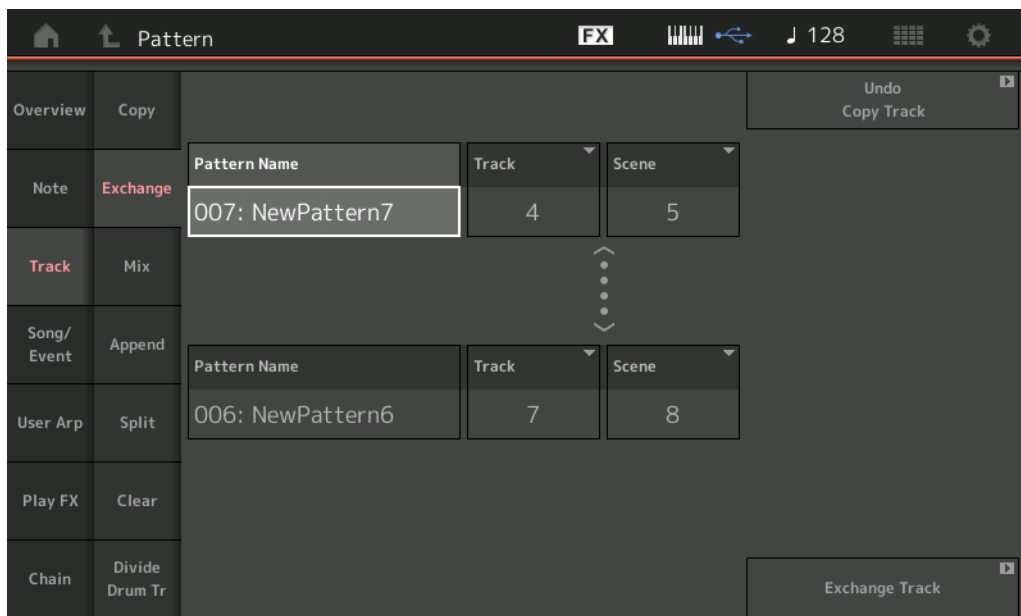 Pattern
FX
♩ 128
Overview
Copy
Undo
Copy Track
Note
Exchange
Pattern Name
Track
Scene
007: NewPattern7
4
5
Track
Mix
Song/
Event
Append
Pattern Name
Track
Scene
006: NewPattern6
7
8
User Arp
Split
Play FX
Clear
Chain
Divide
Drum Tr
Exchange Track